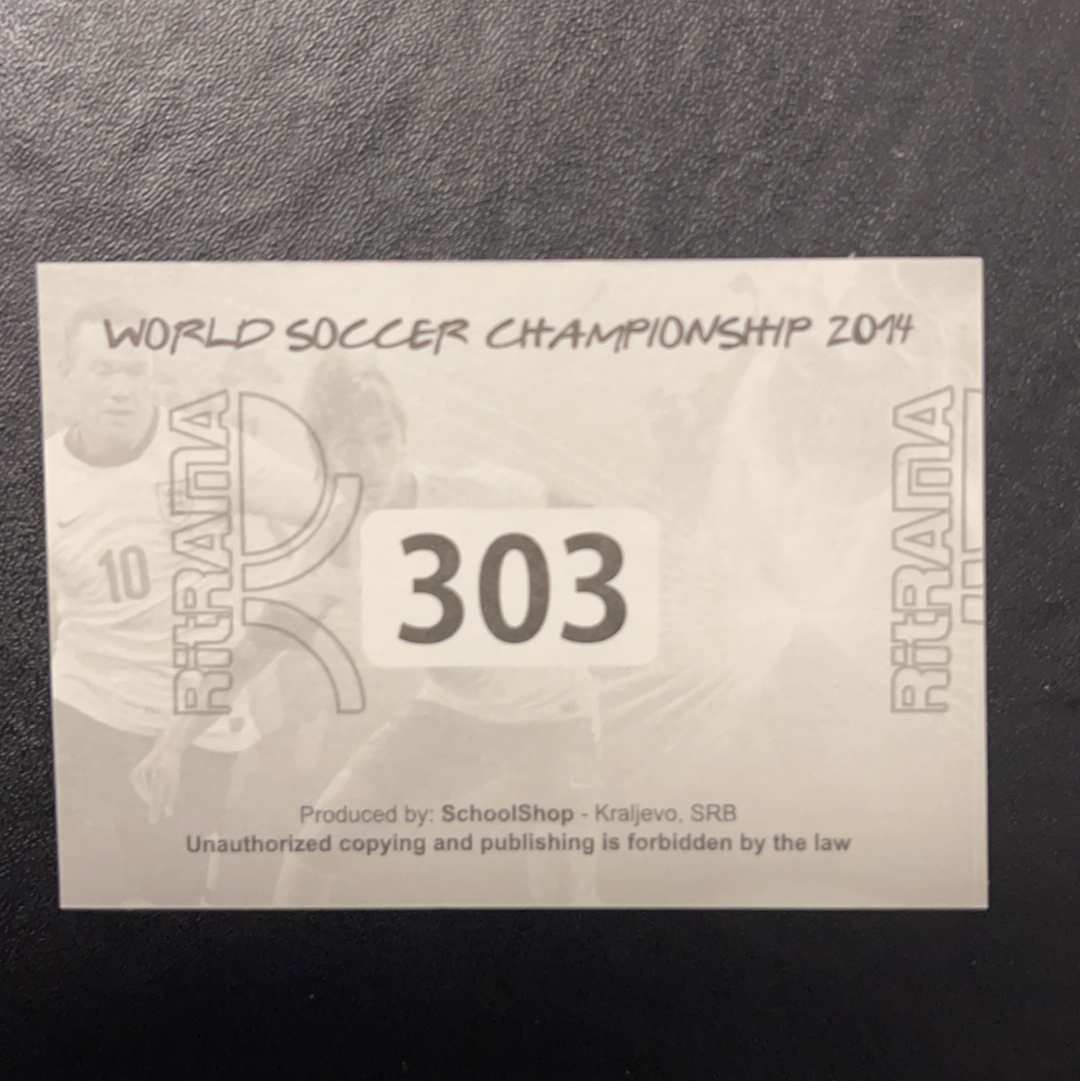 WORLD SOCCER CHAMPIONSHIP 2014
RitRAMA
RitRAMA
10
303
Produced by: SchoolShop - Kraljevo, SRB
Unauthorized copying and publishing is forbidden by the law